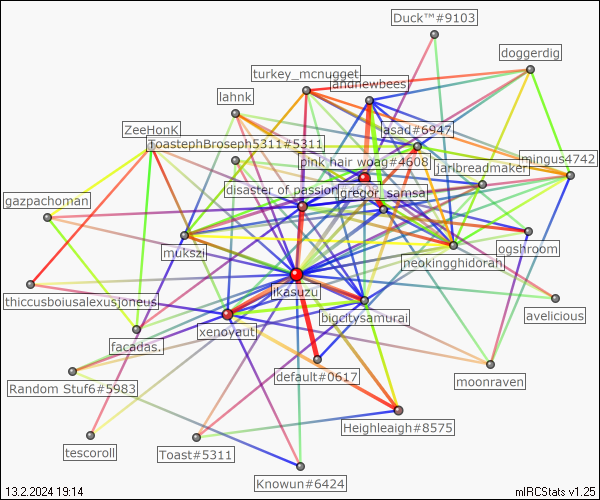 Duck™#9103
doggerdig
turkey_mcnugget
andriewbees
lahnk
ZeeHonK
asad#6947
ToastephBroseph5311#5311
pink hair woag#4608
mingus4742
jarlbreadmaker
disaster of passion
gregor_samsa
gazpachoman
mukszi
neokingghidorah
ogshroom
ikasuzu
thiccusboiusalexusjoneus
bigcitysamurai
avelicious
xenoyaut
facadas.
default#0617
moonraven
Random Stuf6#5983
Heighleaigh#8575
tescoroll
Toast#5311
Knowun#6424
13.2.2024 19:14
mIRCStats v1.25